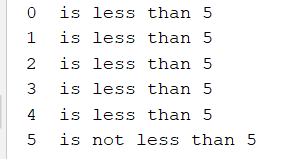 0  is less than 5
1  is less than 5
2  is less than 5
3  is less than 5
4  is less than 5
5  is not less than 5